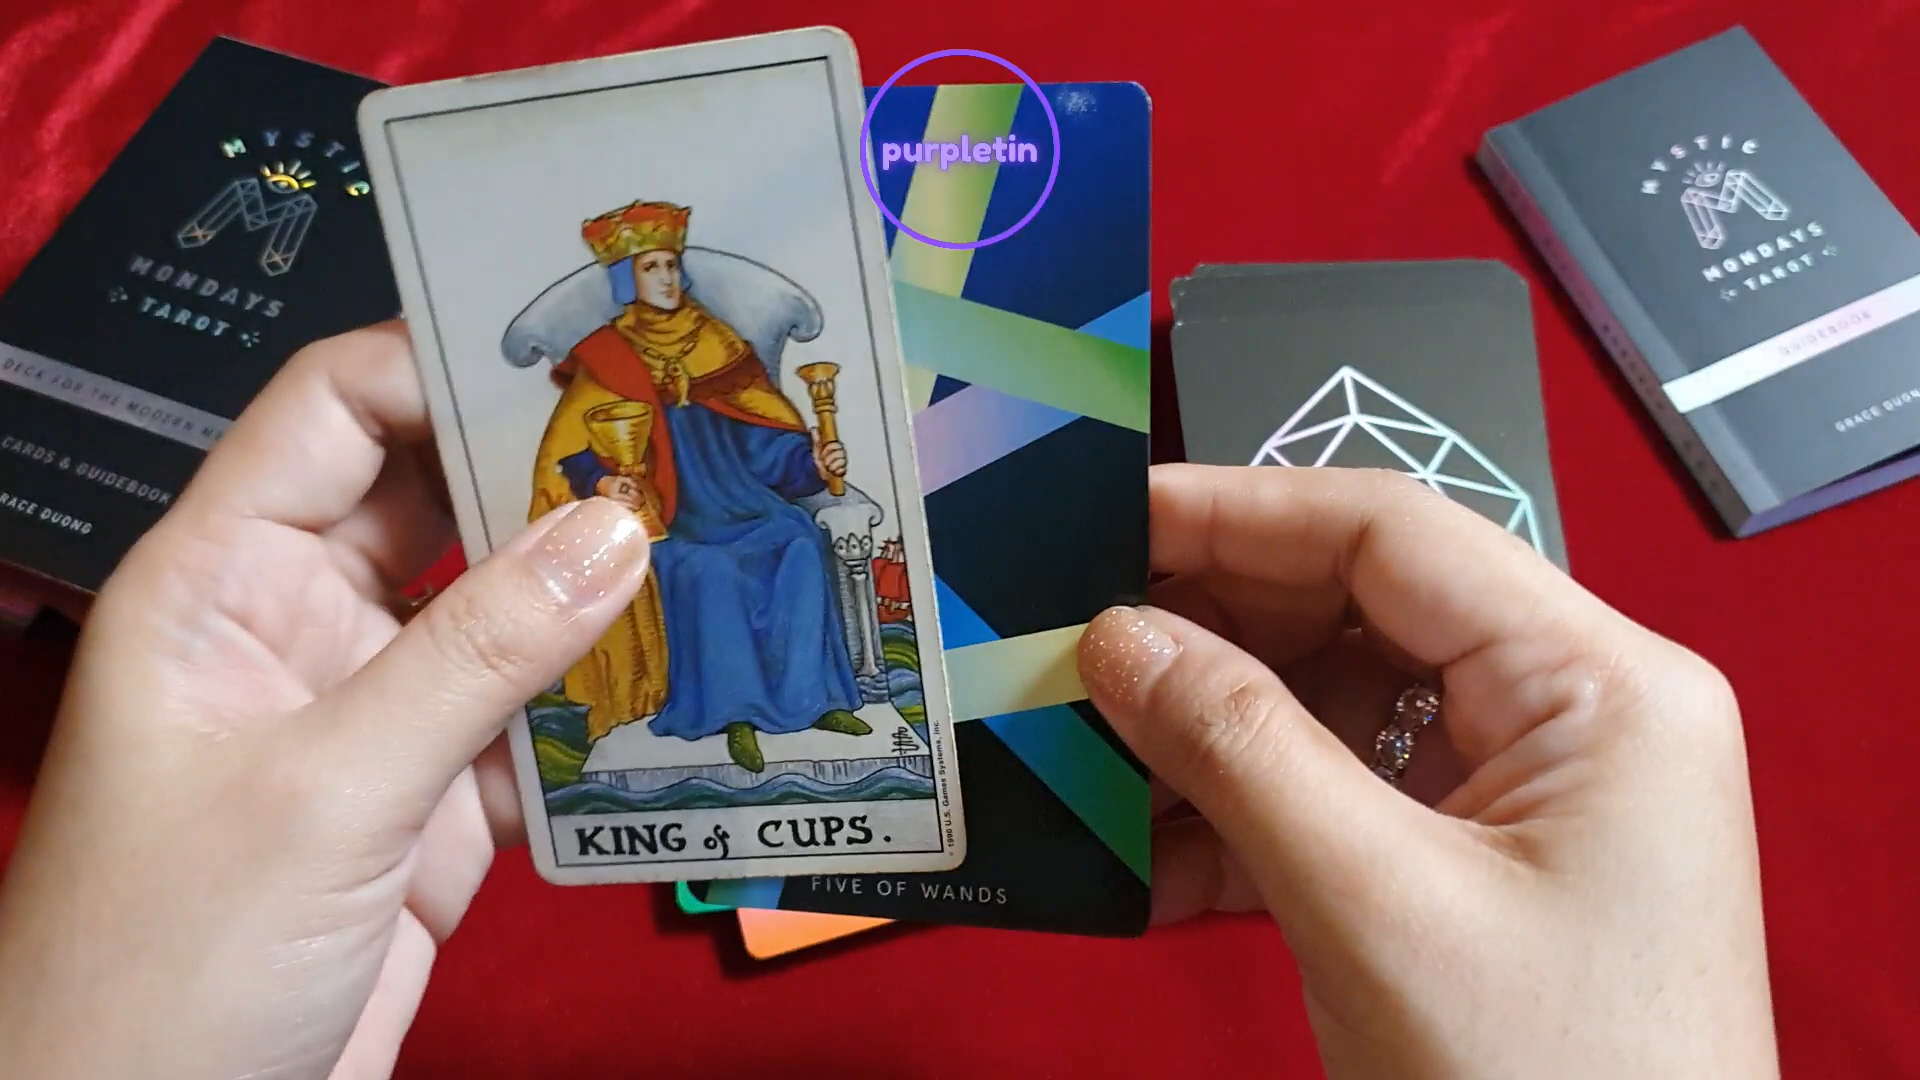 MYSTIC
M
MONDAYS
TAROT
DECK FOR THE MODERN
CARDS & GUIDEBOOK
RACE DUONG
purpletin
KING of CUPS.
© 1990 U.S. Games Systems, Inc.
FIVE OF WANDS
MYSTIC
M
MONDAYS
TAROT
GUIDEBOOK
GRACE DUONG